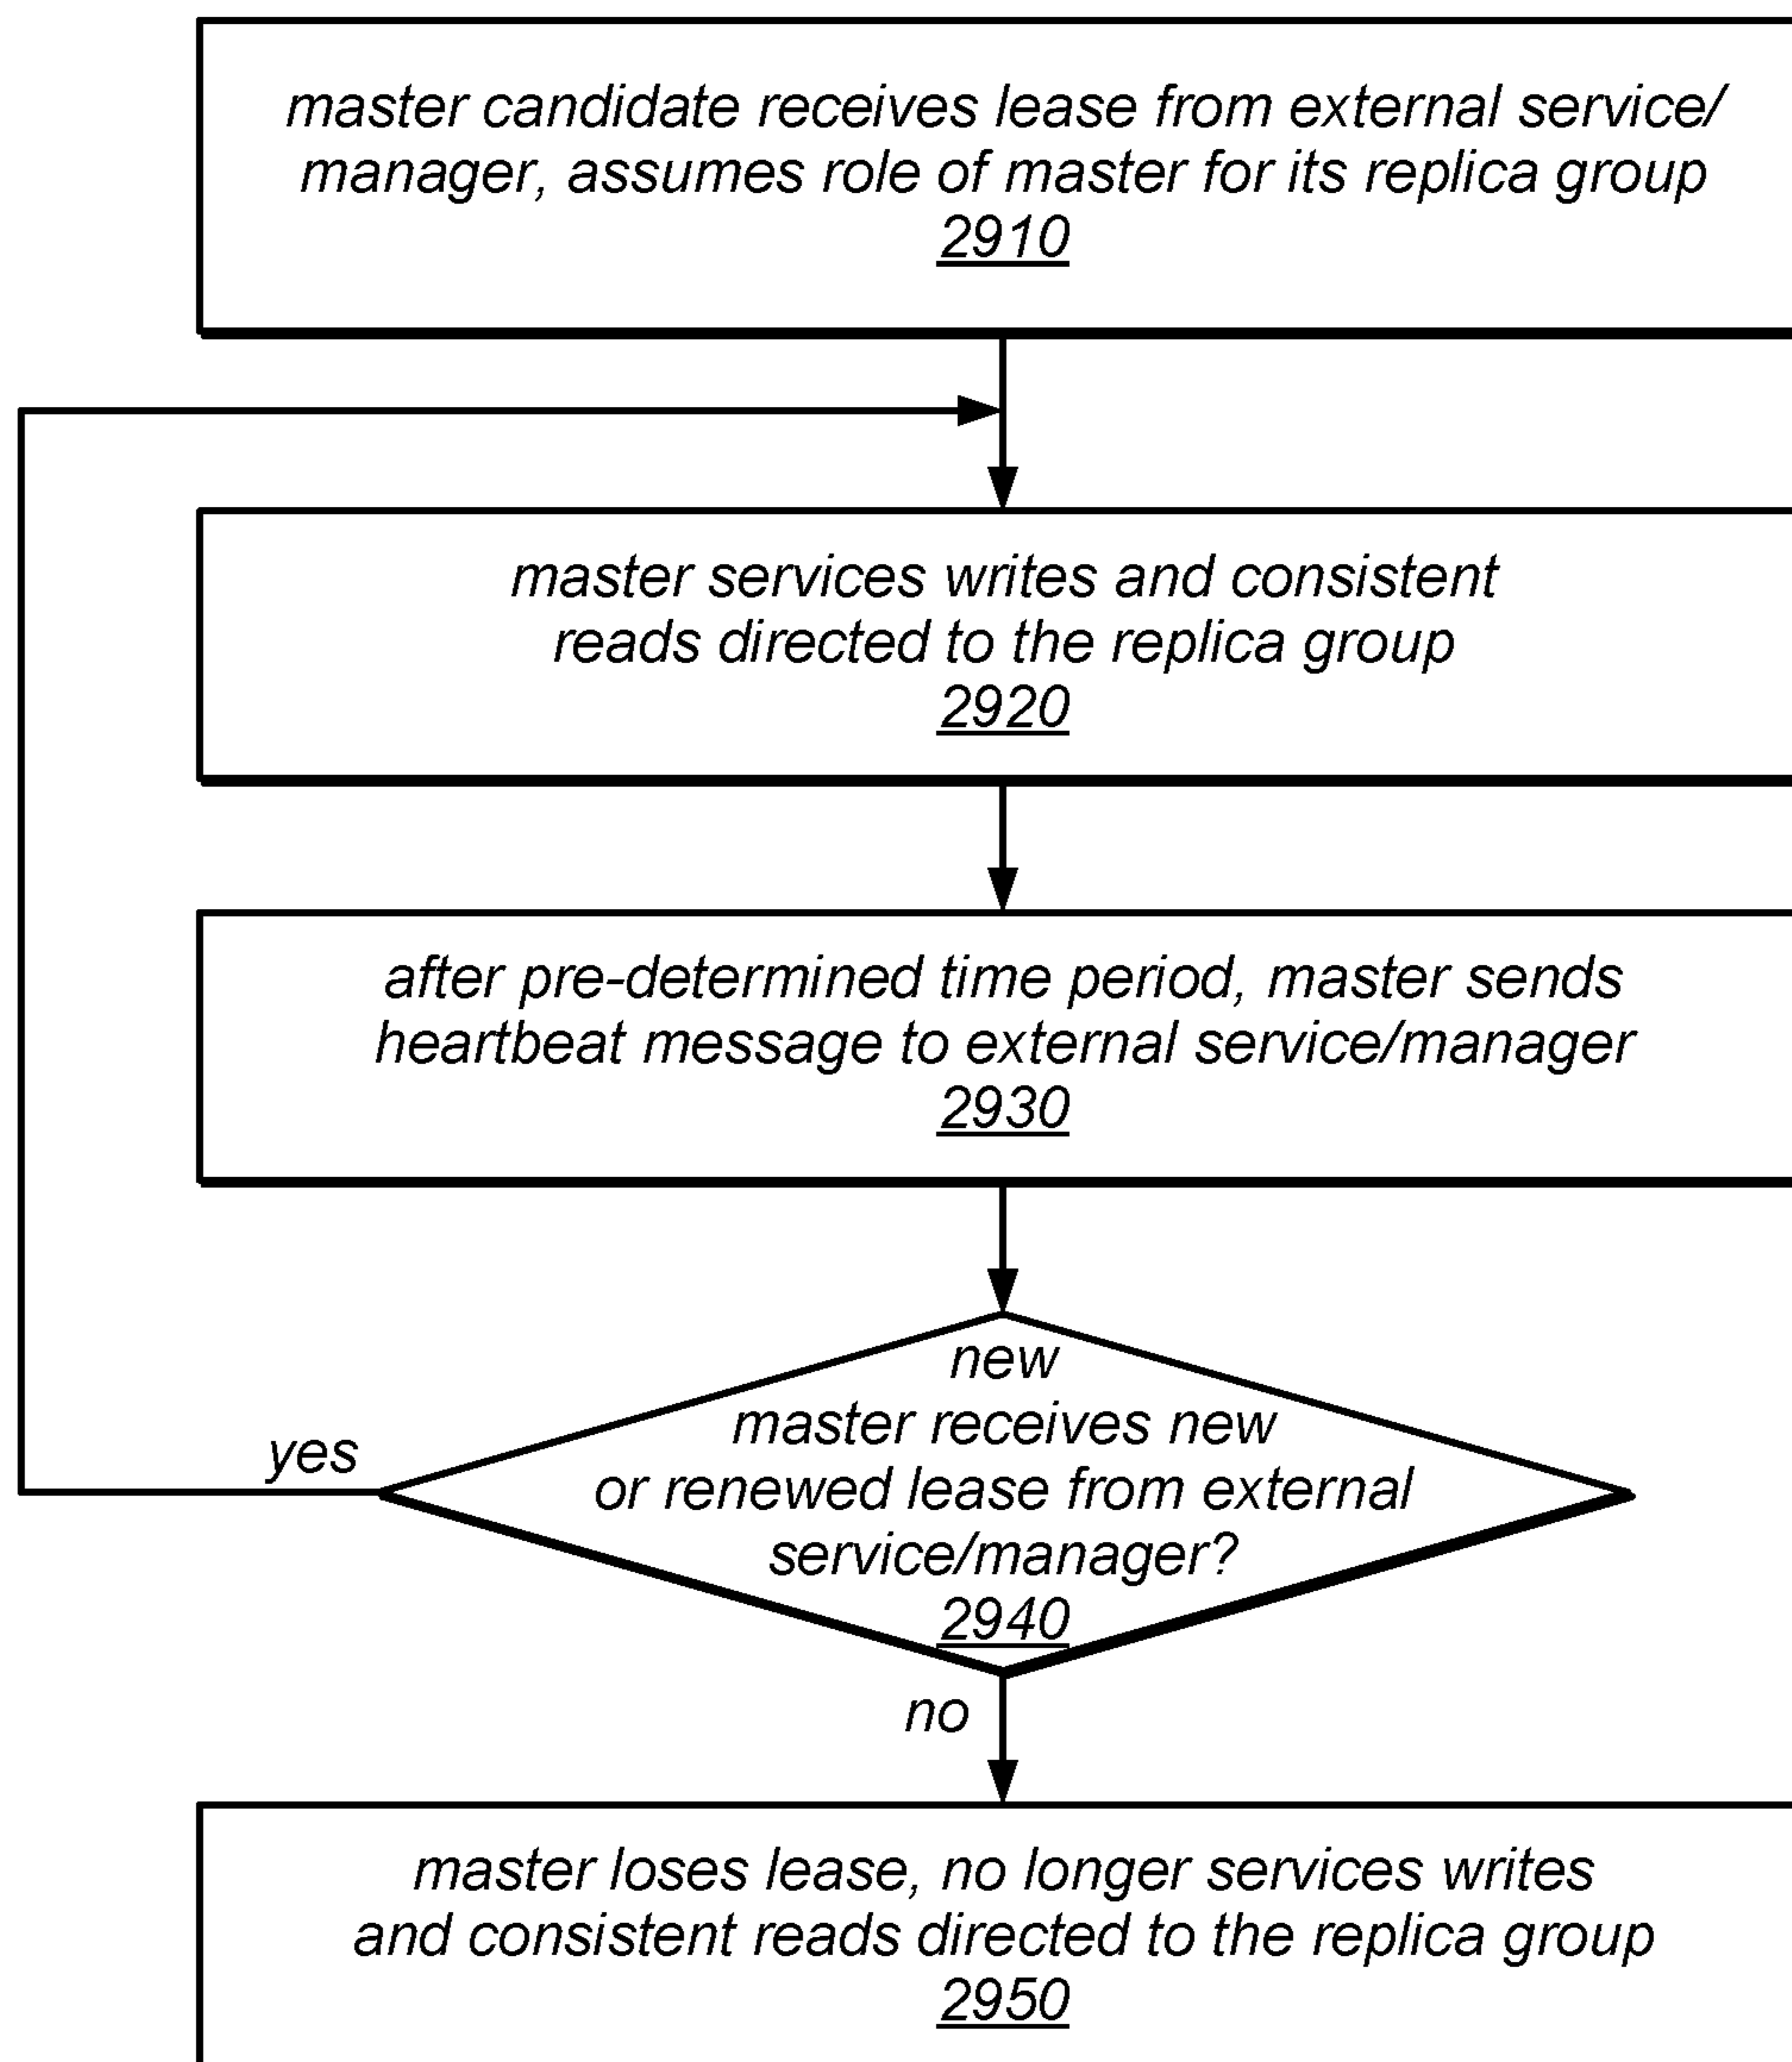 master candidate receives lease from external service/
manager, assumes role of master for its replica group
2910
master services writes and consistent
reads directed to the replica group
2920
after pre-determined time period, master sends
heartbeat message to external service/manager
2930
new
master receives new
or renewed lease from external
service/manager?
2940
yes
no
master loses lease, no longer services writes
and consistent reads directed to the replica group
2950